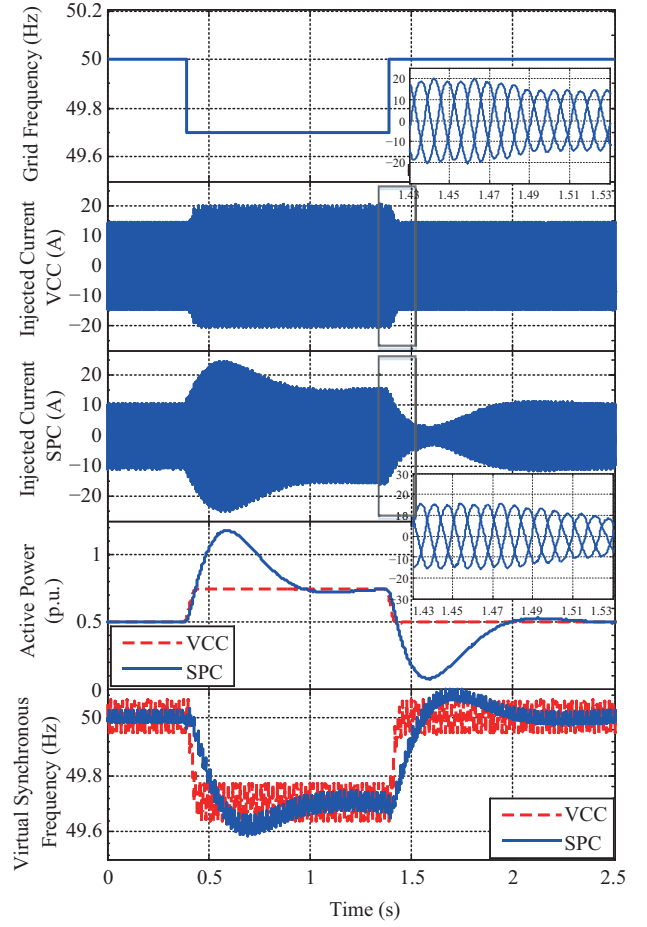 Grid Frequency (Hz)
50.2
50
49.8
49.6
20
10
0
−10
−20
1.43 1.45 1.47 1.49 1.51 1.53
Injected Current
VCC (A)
20
10
0
−10
−20
Injected Current
SPC (A)
20
10
0
−10
−20
30
20
10
0
−10
−20
−30
1.43 1.45 1.47 1.49 1.51 1.53
Active Power
(p.u.)
1
0.5
0
VCC
SPC
Virtual Synchronous
Frequency (Hz)
50
49.8
49.6
VCC
SPC
0 0.5 1 1.5 2 2.5
Time (s)